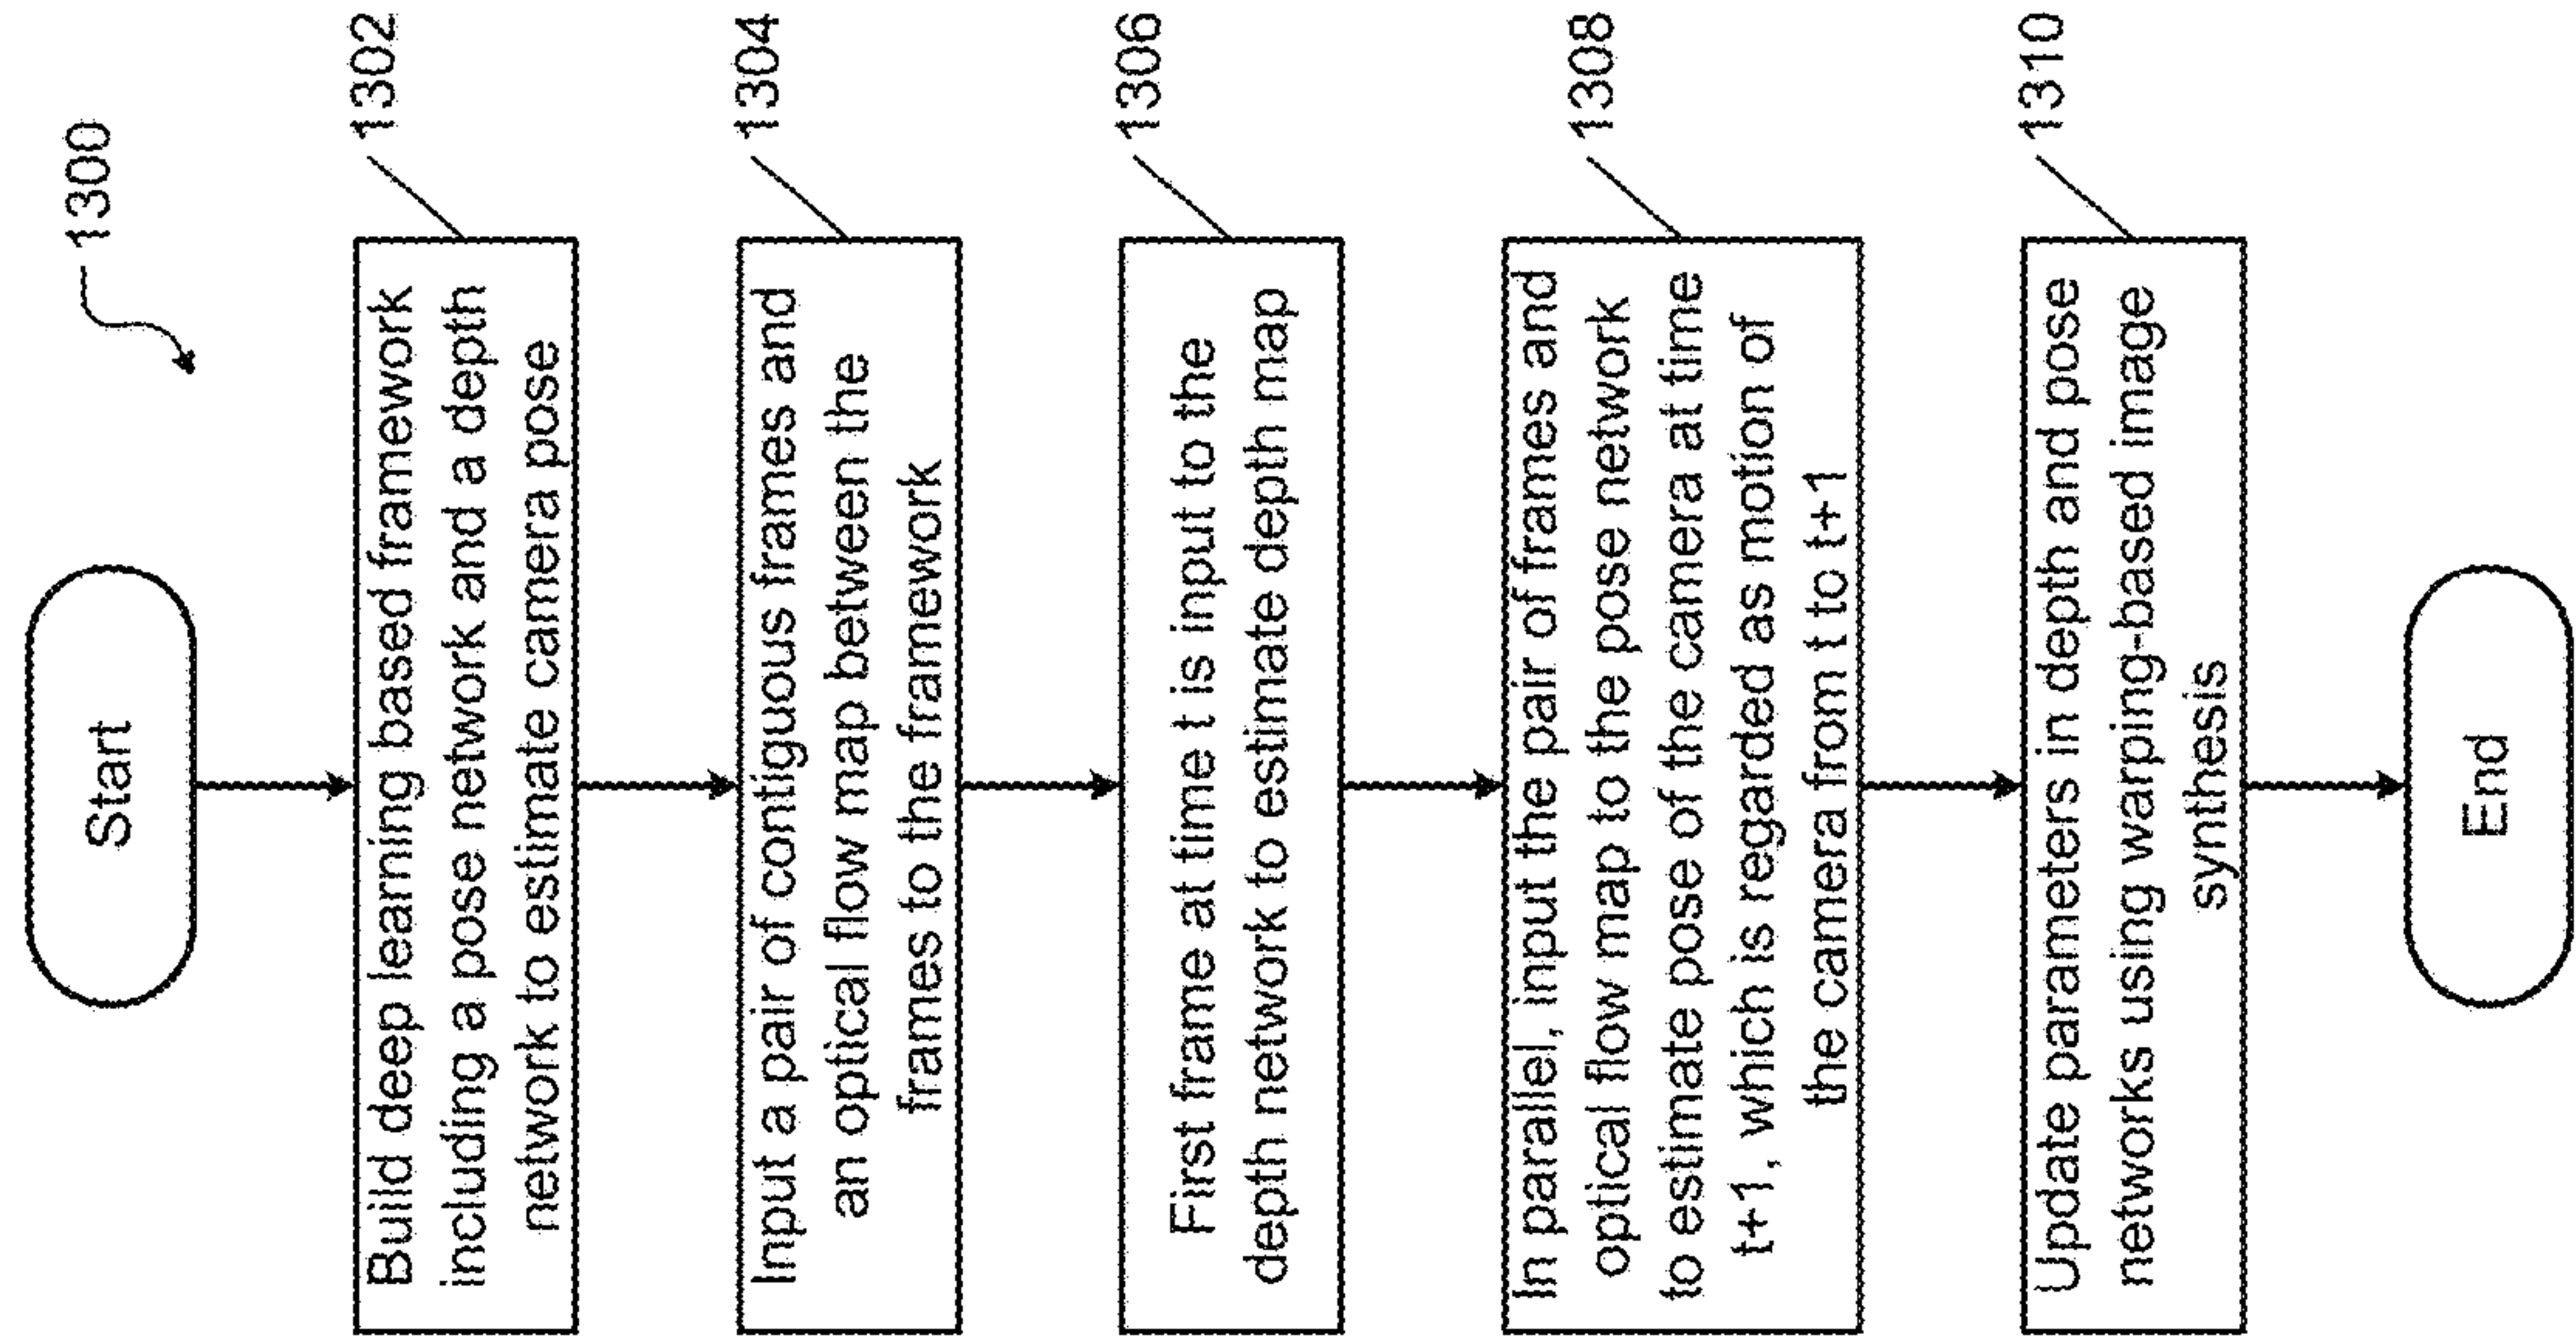 1300
Start
1302
Build deep learning based framework
including a pose network and a depth
network to estimate camera pose
1304
Input a pair of contiguous frames and
an optical flow map between the
frames to the framework
1306
First frame at time t is input to the
depth network to estimate depth map
1308
In parallel, input the pair of frames and
optical flow map to the pose network
to estimate pose of the camera at time
t+1, which is regarded as motion of
the camera from t to t+1
1310
Update parameters in depth and pose
networks using warping-based image
synthesis
End